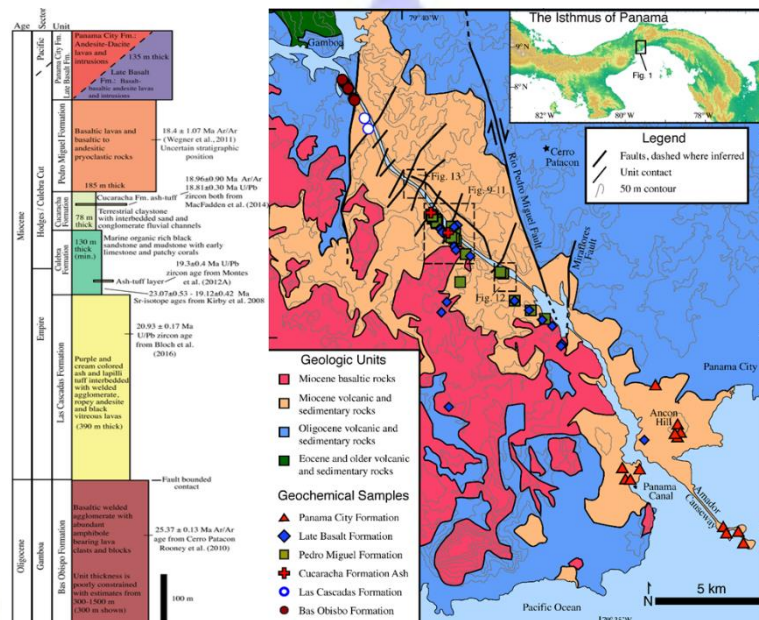 Age
Sector
Unit
Miocene
Oligocene
Pacific
Hodges / Culebra Cut
Empire
Gamboa
Panama City Fm.
Late Basalt Fm.
Panama City Fm.:
Andesite-Dacite
lavas and
intrusions
135 m thick
Late Basalt
Fm.: Basalt-
basaltic andesite lavas
and intrusions
Pedro Miguel Formation
Basaltic lavas and
basaltic to
andesitic
pryoclastic rocks
185 m thick
18.4 ± 1.07 Ma Ar/Ar
(Wegner et al., 2011)
Uncertain stratigraphic
position
Cucaracha
Formation
78 m
thick
18.96±0.90 Ma Ar/Ar
18.81±0.30 Ma U/Pb
zircon both from
MacFadden et al. (2014)
Cucaracha Fm. ash-tuff
Terrestrial claystone
with interbedded sand and
conglomerate fluvial channels
Culebra
Formation
130 m
thick
(min.)
Marine organic rich black
sandstone and mudstone with early
limestone and patchy corals
19.3±0.4 Ma U/Pb
zircon age from Montes
et al. (2012A)
Ash-tuff layer
23.07±0.53 - 19.12±0.42 Ma
Sr-isotope ages from Kirby et al. 2008
Las Cascadas Formation
Purple and
cream colored
ash and lapilli
tuff interbedded
with welded
agglomerate,
ropey andesite
and black
vitreous lavas
(390 m thick)
20.93 ± 0.17 Ma
U/Pb zircon age
from Bloch et al.
(2016)
Fault bounded
contact
Bas Obispo Formation
Basaltic welded
agglomerate with
abundant
amphibole
bearing lava
clasts and blocks
Unit thickness is
poorly constrained
with estimates from
300-1500 m
(300 m shown)
25.37 ± 0.13 Ma Ar/Ar
age from Cerro Patacon
Rooney et al. (2010)
100 m
79°40'W
Gamboa
Fig. 13
Fig. 9-11
Fig. 12
Rio Pedro Miguel Fault
Miraflores
Fault
Cerro
Patacon
Panama City
Ancon
Hill
Panama
Canal
Amador
Causeway
Pacific Ocean
N
5 km
The Isthmus of Panama
9°N
Fig. 1
82°W
80°W
78°W
Legend
Faults, dashed where inferred
Unit contact
50 m contour
Geologic Units
Miocene basaltic rocks
Miocene volcanic and
sedimentary rocks
Oligocene volcanic and
sedimentary rocks
Eocene and older volcanic
and sedimentary rocks
Geochemical Samples
Panama City Formation
Late Basalt Formation
Pedro Miguel Formation
Cucaracha Formation Ash
Las Cascadas Formation
Bas Obisbo Formation